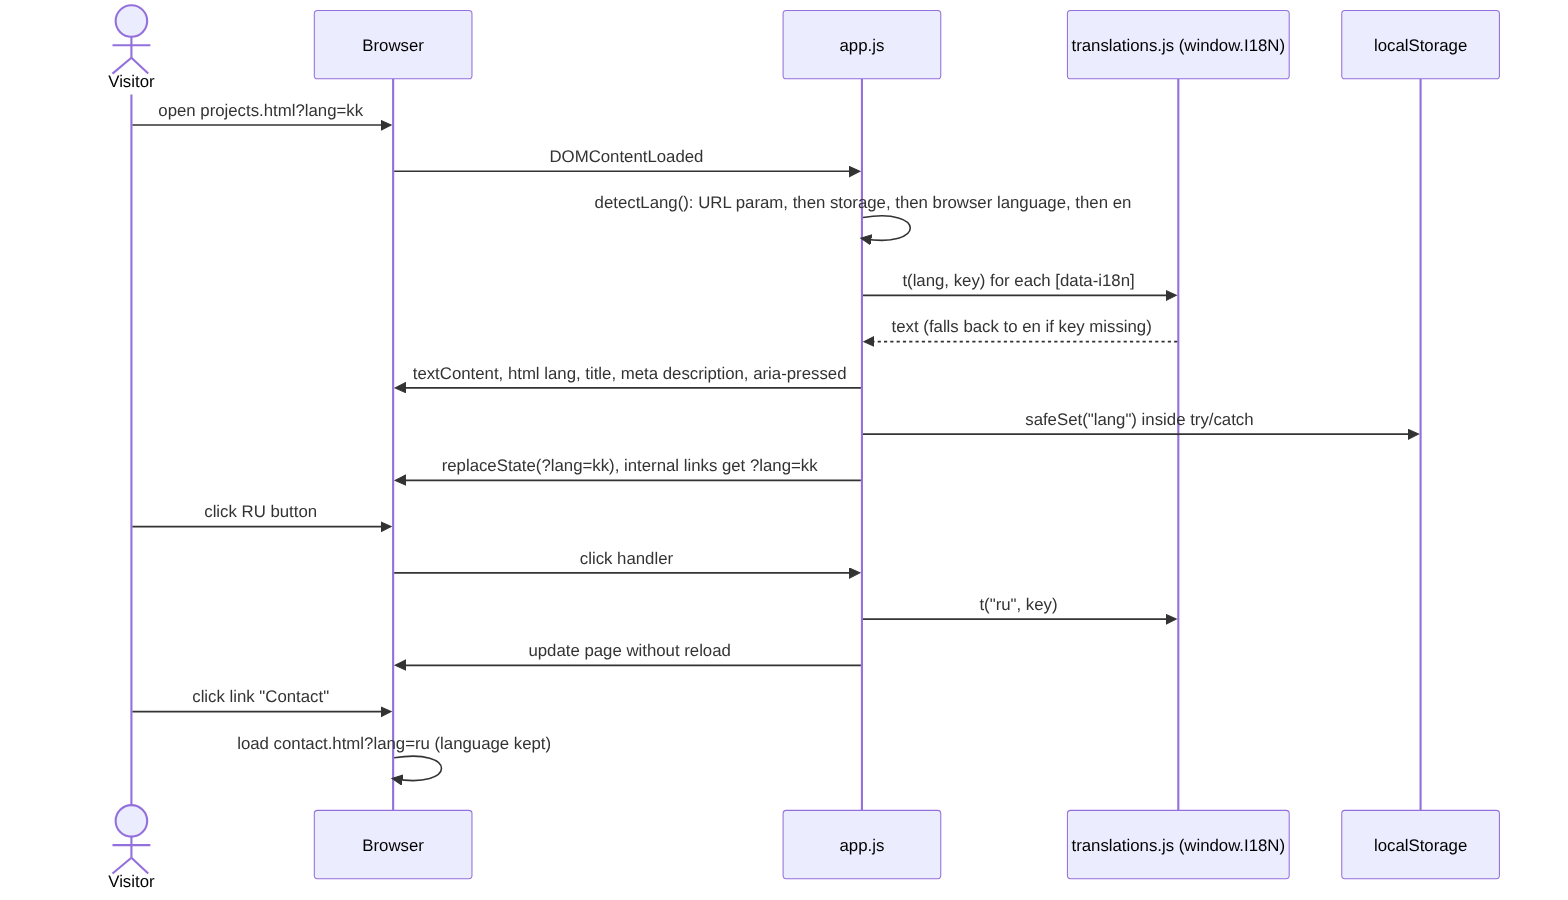 Visitor
Browser
app.js
translations.js (window.I18N)
localStorage
open projects.html?lang=kk
DOMContentLoaded
detectLang(): URL param, then storage, then browser language, then en
t(lang, key) for each [data-i18n]
text (falls back to en if key missing)
textContent, html lang, title, meta description, aria-pressed
safeSet("lang") inside try/catch
replaceState(?lang=kk), internal links get ?lang=kk
click RU button
click handler
t("ru", key)
update page without reload
click link "Contact"
load contact.html?lang=ru (language kept)
Visitor
Browser
app.js
translations.js (window.I18N)
localStorage